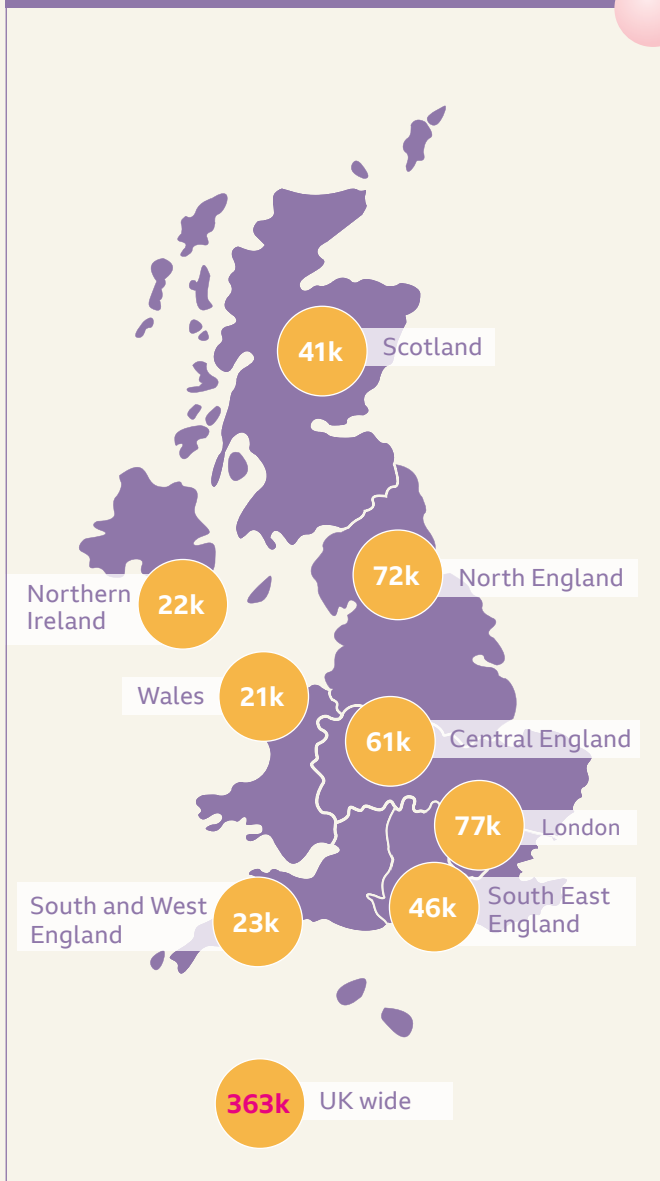 41k
Scotland
72k
North England
Northern
Ireland
22k
Wales
21k
61k
Central England
77k
London
South and West
England
23k
46k
South East
England
363k
UK wide